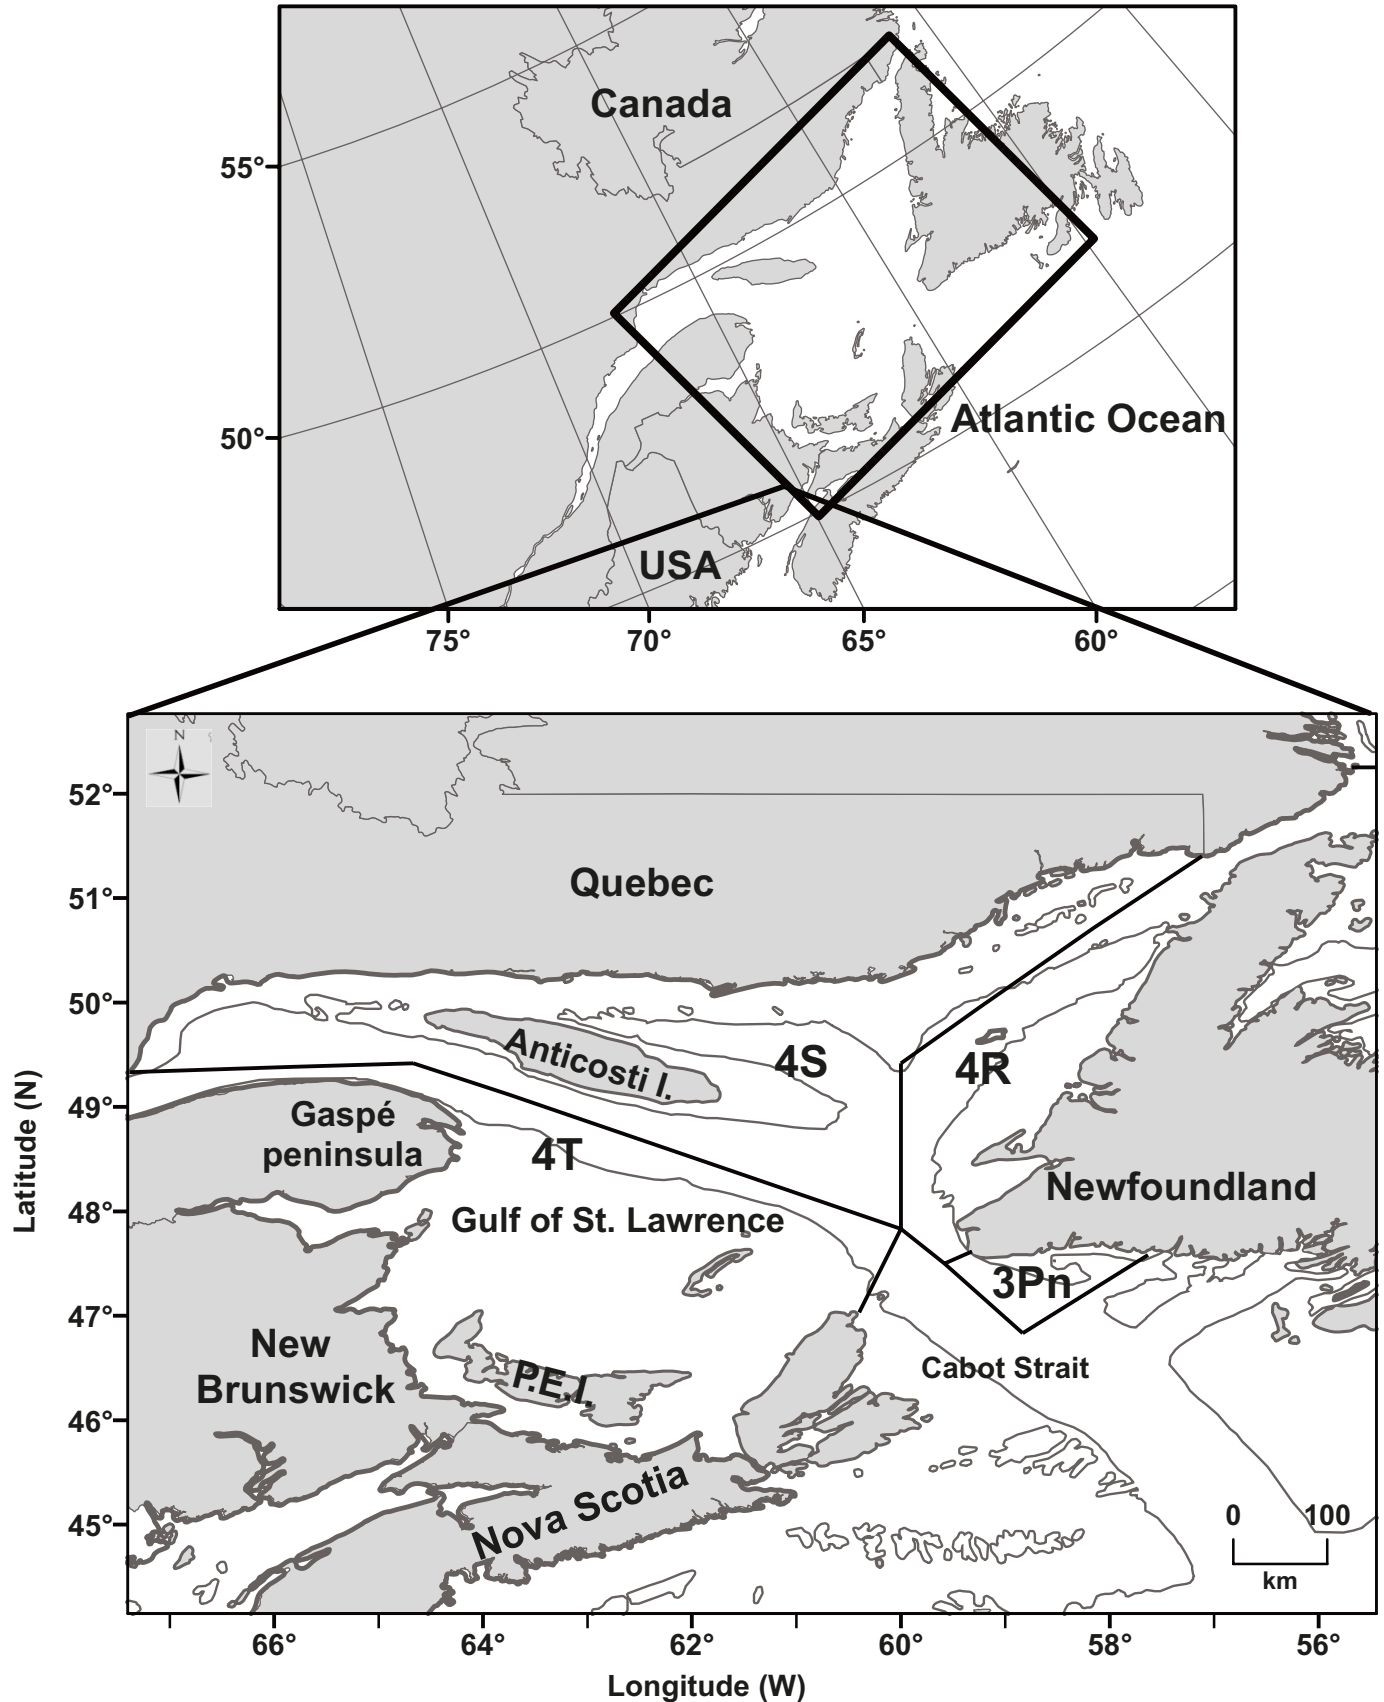 Canada
55°
50°
Atlantic Ocean
USA
75°
70°
65°
60°
N
52°
Quebec
51°
50°
Anticosti I.
4S
4R
49°
Gaspé
peninsula
4T
Newfoundland
48°
Gulf of St. Lawrence
3Pn
47°
New
Brunswick
Cabot Strait
P.E.I.
46°
Nova Scotia
45°
0 100
km
66°
64°
62°
60°
58°
56°
Latitude (N)
Longitude (W)